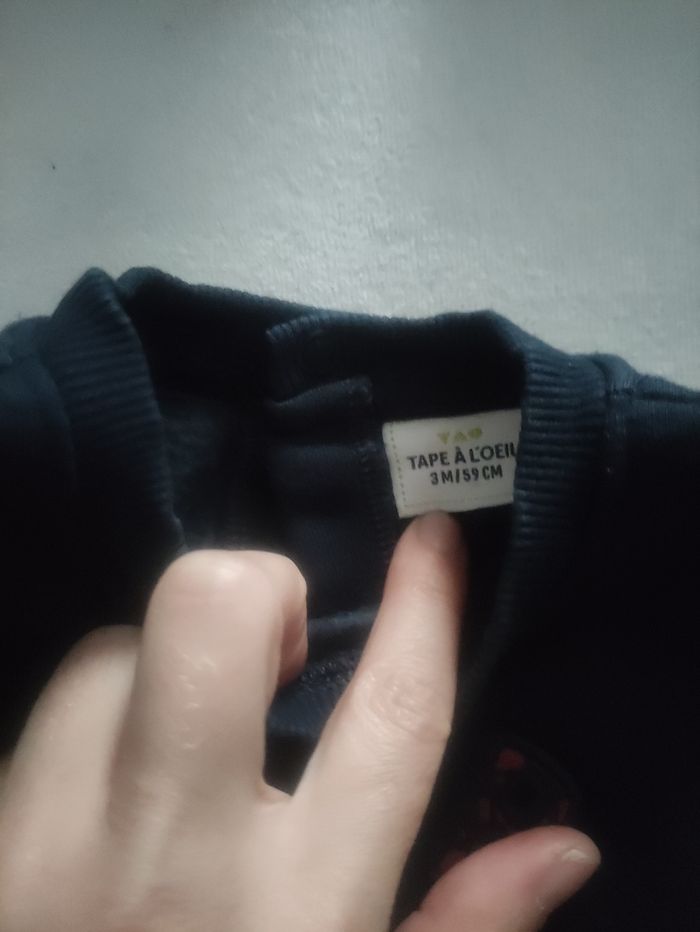 TAO
TAPE À L'OEIL
3M/59CM